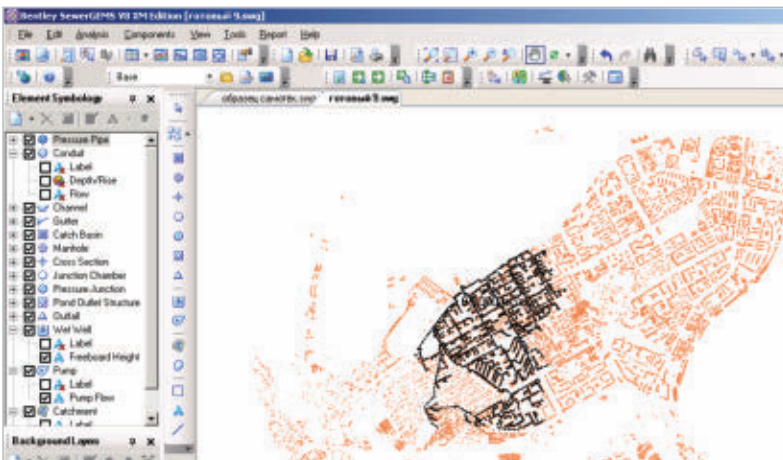 Bentley SewerGEMS V8 XM Edition [готовый 9.swg]
File Edit Analysis Components View Tools Report Help
Base
Element Symbology
образец самотек.swg готовый 9.swg
Pressure Pipe
Conduit
Label
Depth/Rise
Flow
Channel
Gutter
Catch Basin
Manhole
Cross Section
Junction Chamber
Pressure Junction
Pond Outlet Structure
Outfall
Wet Well
Label
Freeboard Height
Pump
Label
Pump Flow
Catchment
Label
Background Layers